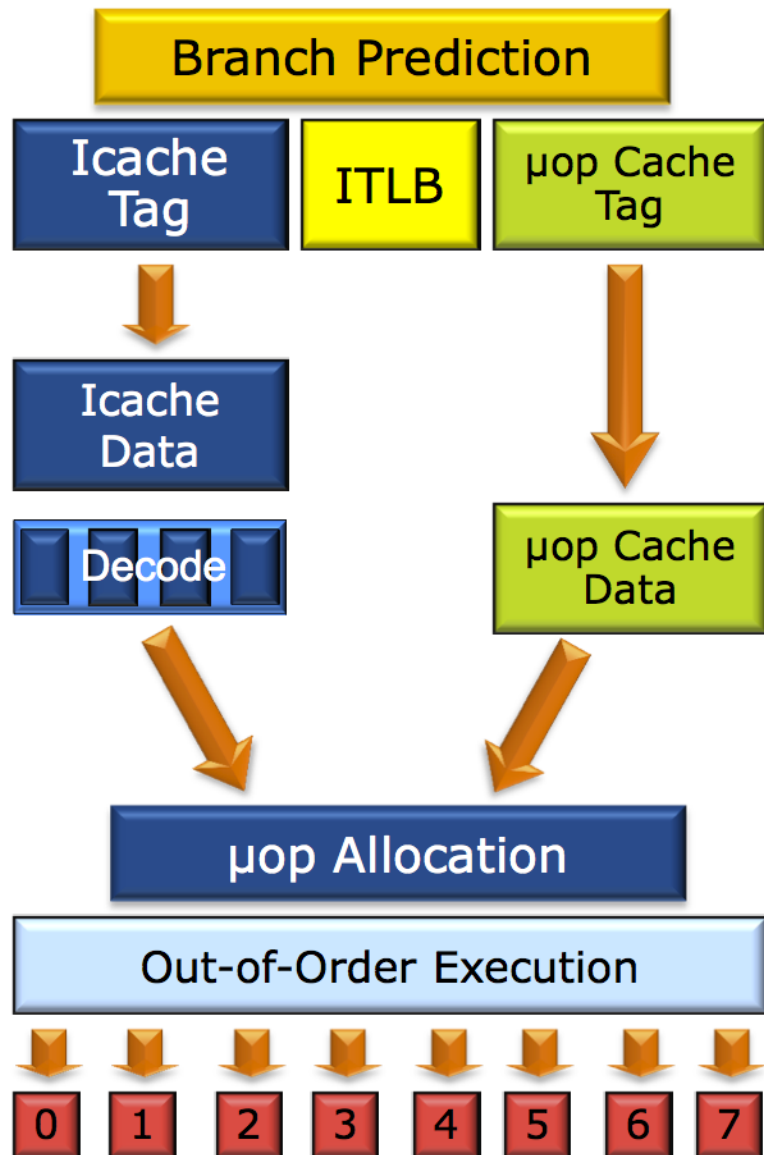 Branch Prediction
Icache
Tag
ITLB
μop Cache
Tag
Icache
Data
Decode
μop Cache
Data
μop Allocation
Out-of-Order Execution
0 1 2 3 4 5 6 7